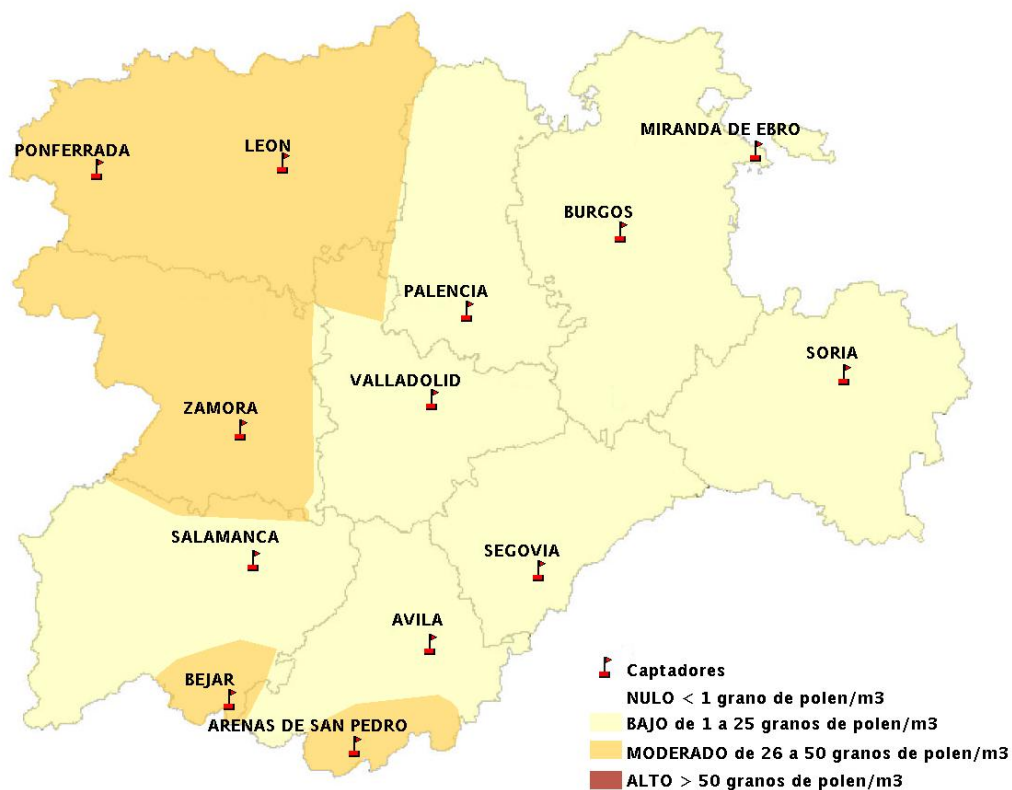 MIRANDA DE EBRO
PONFERRADA
LEON
BURGOS
PALENCIA
SORIA
VALLADOLID
ZAMORA
SALAMANCA
SEGOVIA
AVILA
BEJAR
ARENAS DE SAN PEDRO
Captadores
NULO < 1 grano de polen/m3
BAJO de 1 a 25 granos de polen/m3
MODERADO de 26 a 50 granos de polen/m3
ALTO > 50 granos de polen/m3